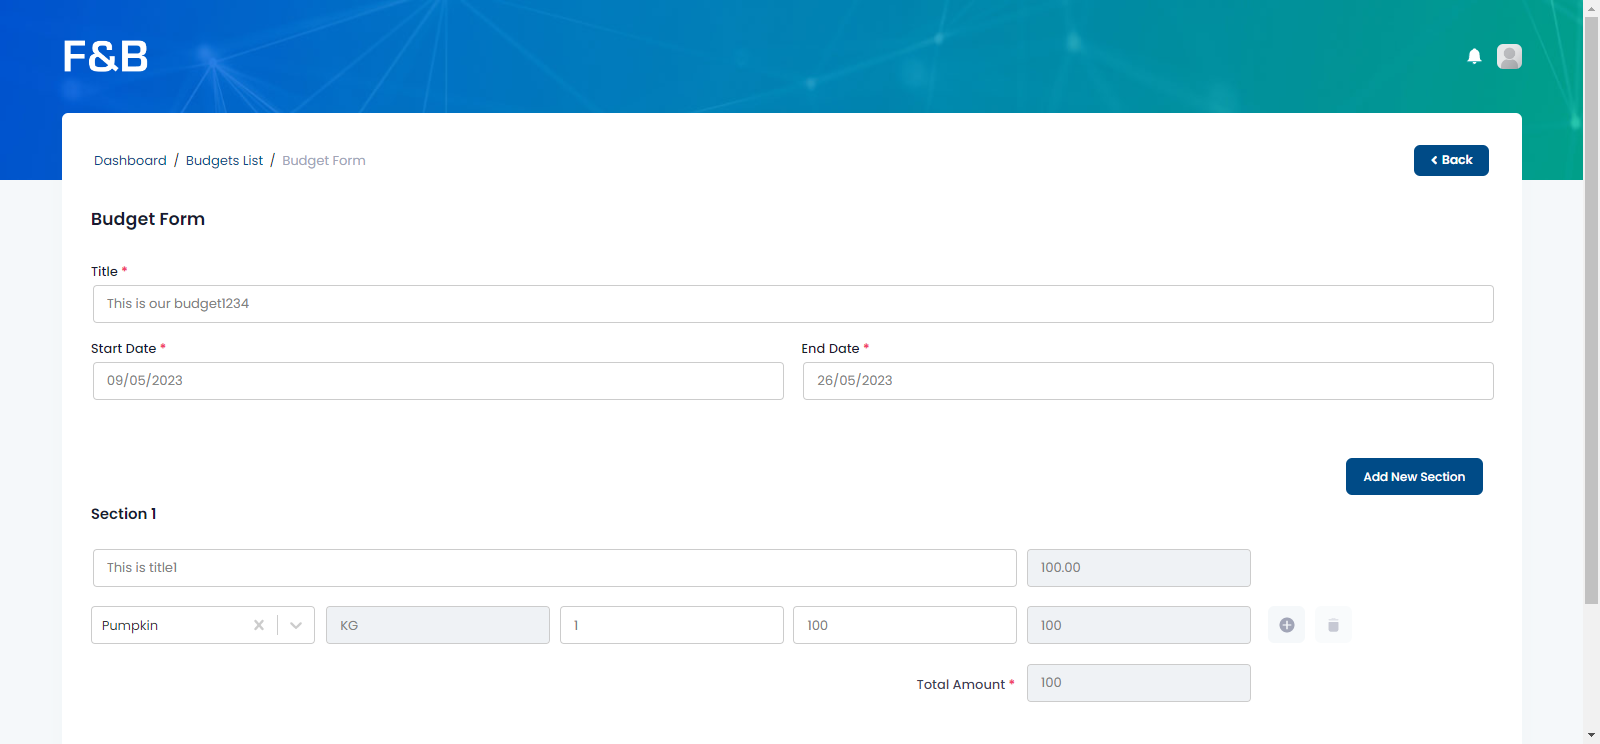 F&B
Dashboard / Budgets List / Budget Form
Back
Budget Form
Title *
This is our budget1234
Start Date *
End Date *
09/05/2023
26/05/2023
Add New Section
Section 1
This is title1
100.00
Pumpkin
KG
1
100
100
Total Amount *
100